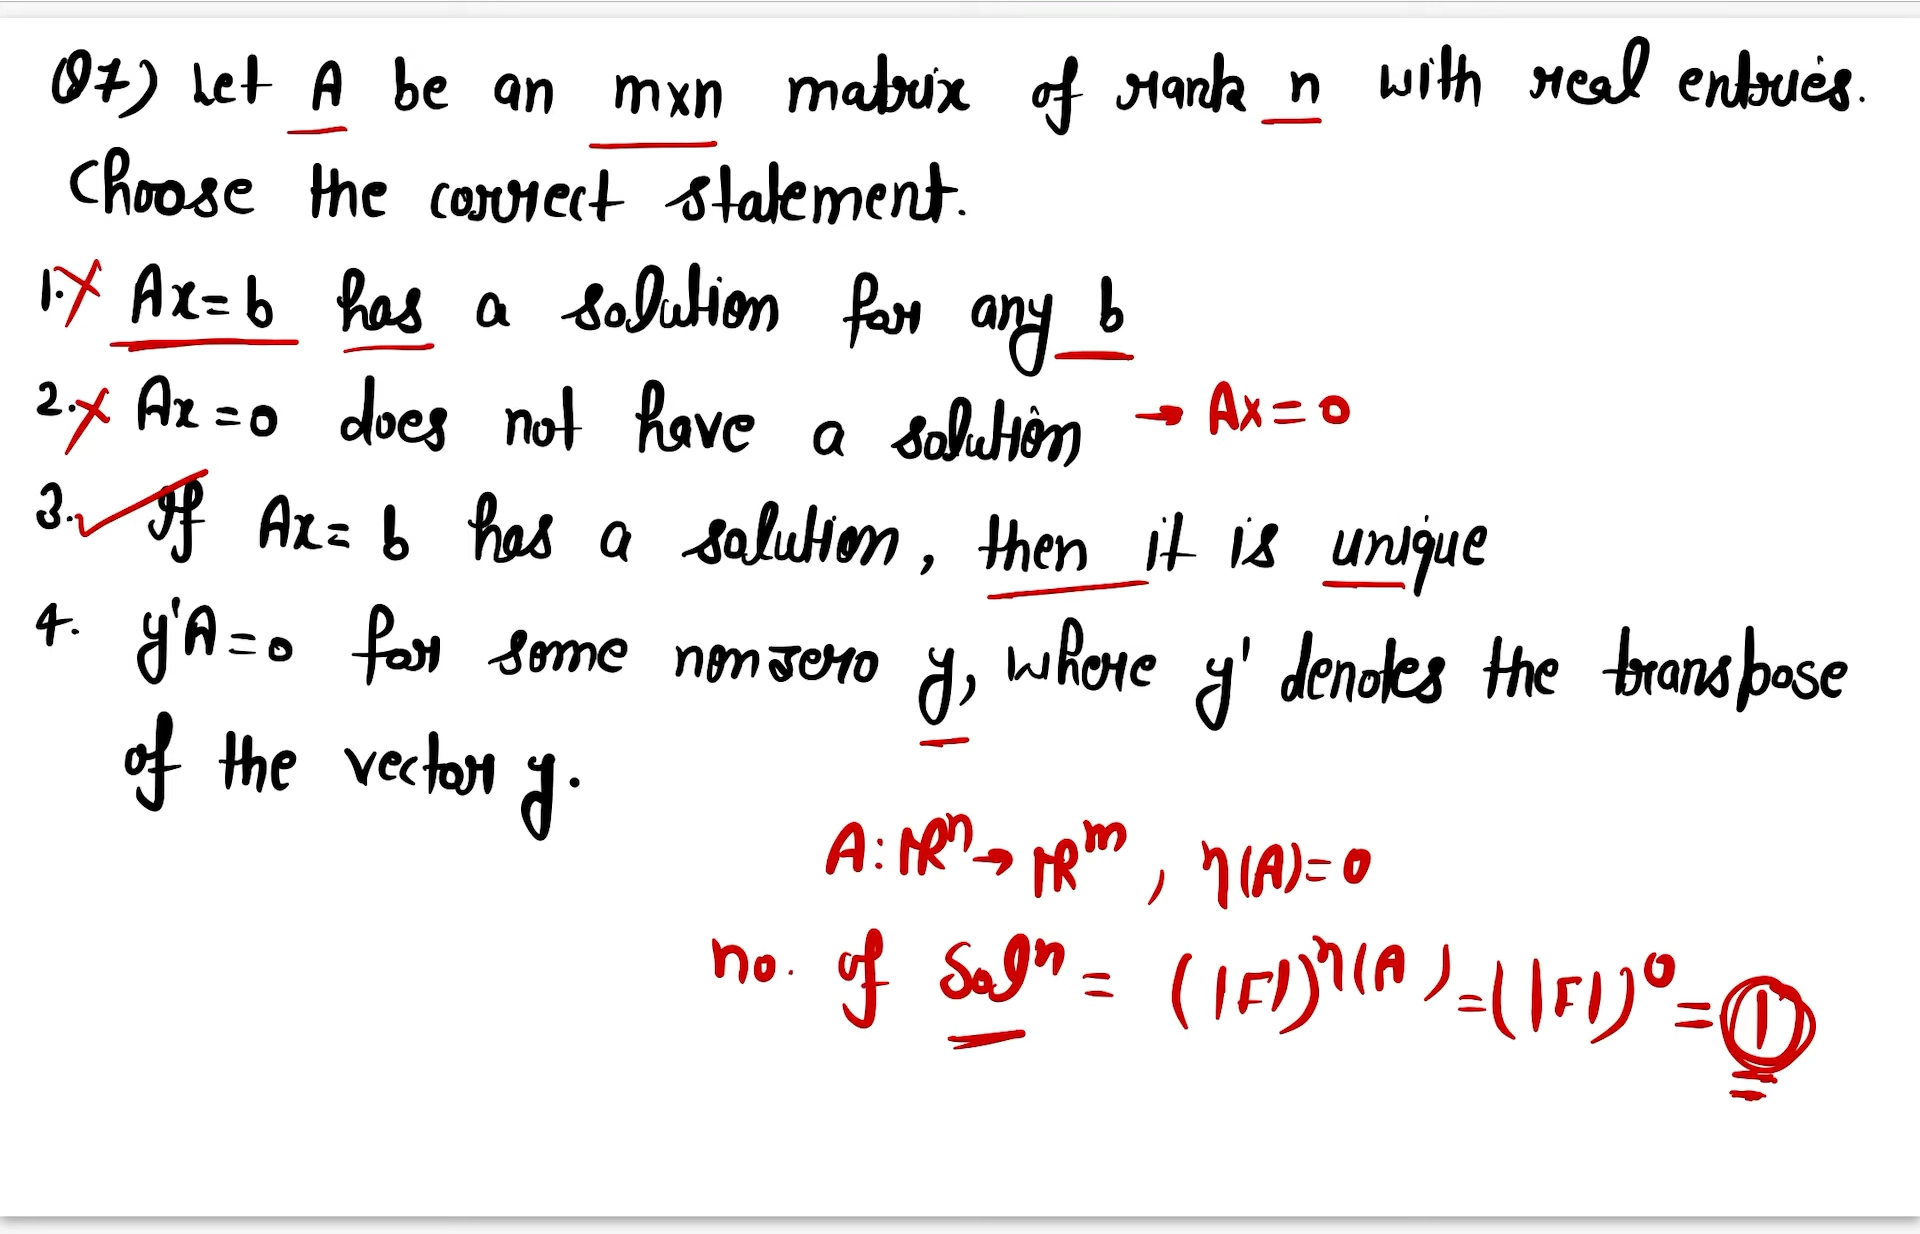 Q7) Let A be an mxn matrix of rank n with real entries.
Choose the correct statement.
1. Ax=b has a solution for any b
2. Ax=0 does not have a solution → Ax=0
3. If Ax=b has a solution, then it is unique
4. y'A=0 for some nonzero y, where y' denotes the transpose
of the vector y.
A: ℝⁿ→ℝᵐ, η(A)=0
no. of Solⁿ = (|F|)^η(A) = (|F|)⁰ = 1